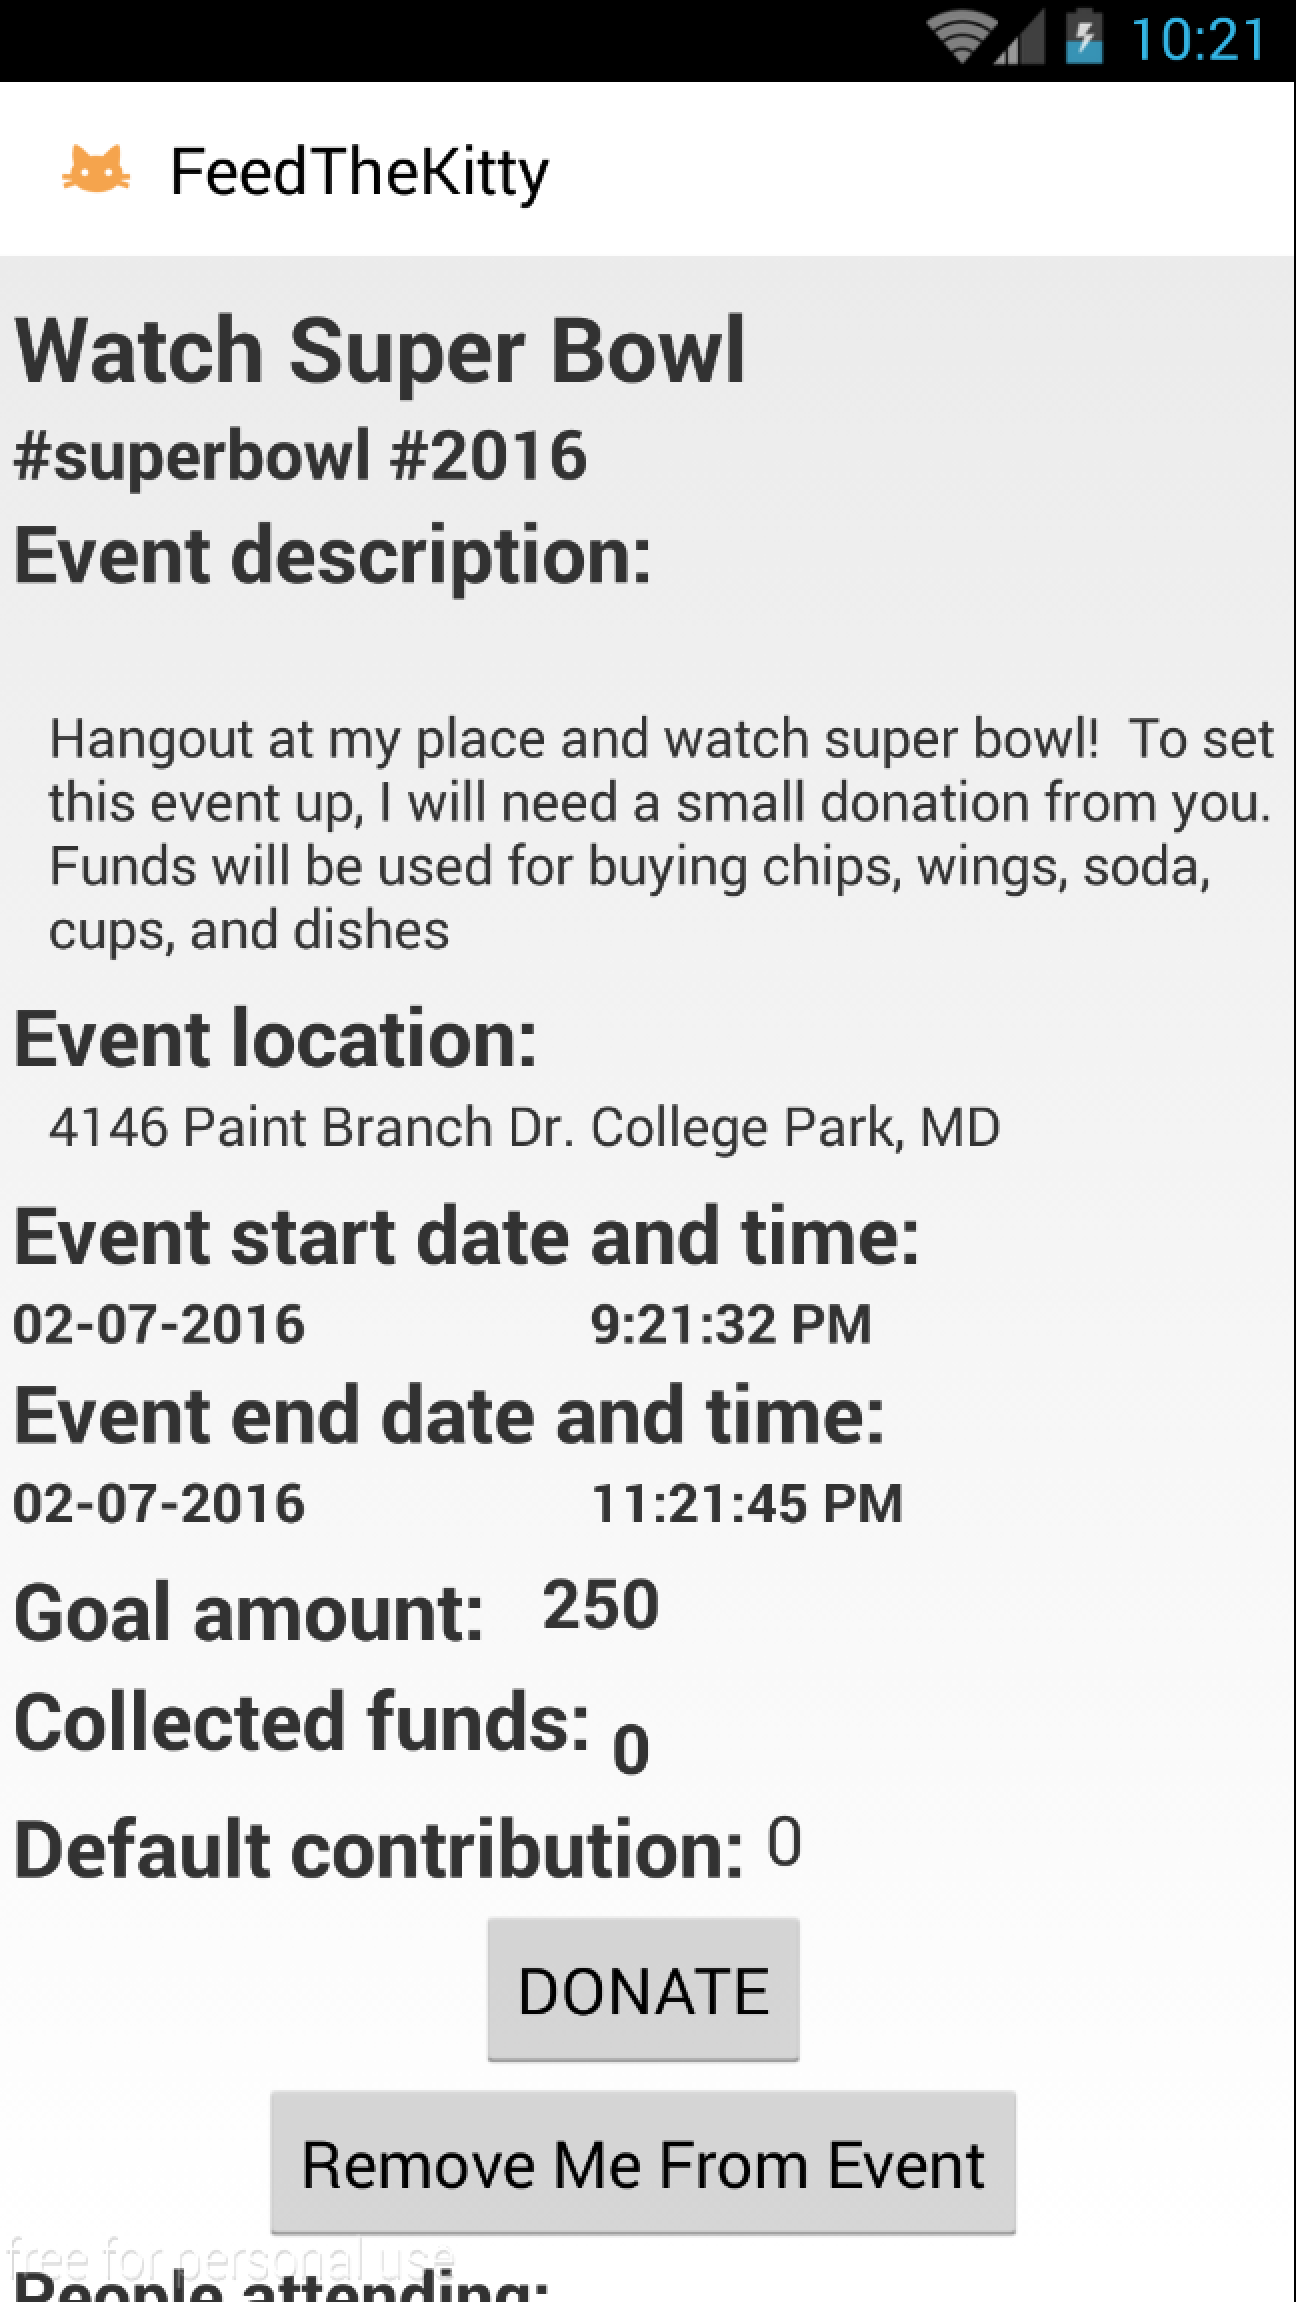 10:21
FeedTheKitty
Watch Super Bowl
#superbowl #2016
Event description:
Hangout at my place and watch super bowl!  To set
this event up, I will need a small donation from you.
Funds will be used for buying chips, wings, soda,
cups, and dishes
Event location:
4146 Paint Branch Dr. College Park, MD
Event start date and time:
02-07-2016 9:21:32 PM
Event end date and time:
02-07-2016 11:21:45 PM
Goal amount: 250
Collected funds: 0
Default contribution: 0
DONATE
Remove Me From Event
free for personal use
People attending: